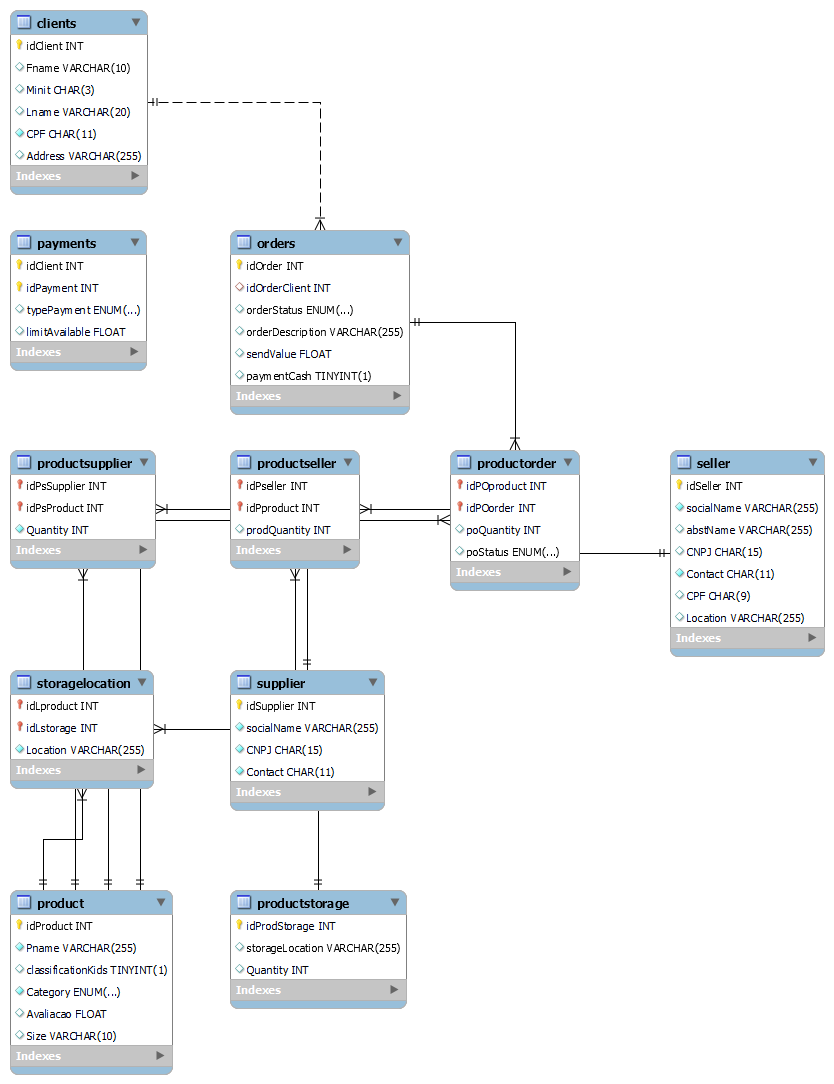 clients
idClient INT
Fname VARCHAR(10)
Minit CHAR(3)
Lname VARCHAR(20)
CPF CHAR(11)
Address VARCHAR(255)
Indexes
payments
idClient INT
idPayment INT
typePayment ENUM(...)
limitAvailable FLOAT
Indexes
orders
idOrder INT
idOrderClient INT
orderStatus ENUM(...)
orderDescription VARCHAR(255)
sendValue FLOAT
paymentCash TINYINT(1)
Indexes
productsupplier
idPsSupplier INT
idPsProduct INT
Quantity INT
Indexes
productseller
idPseller INT
idPproduct INT
prodQuantity INT
Indexes
productorder
idPOproduct INT
idPOorder INT
poQuantity INT
poStatus ENUM(...)
Indexes
seller
idSeller INT
socialName VARCHAR(255)
abstName VARCHAR(255)
CNPJ CHAR(15)
Contact CHAR(11)
CPF CHAR(9)
Location VARCHAR(255)
Indexes
storagelocation
idLproduct INT
idLstorage INT
Location VARCHAR(255)
Indexes
supplier
idSupplier INT
socialName VARCHAR(255)
CNPJ CHAR(15)
Contact CHAR(11)
Indexes
product
idProduct INT
Pname VARCHAR(255)
classificationKids TINYINT(1)
Category ENUM(...)
Avaliacao FLOAT
Size VARCHAR(10)
Indexes
productstorage
idProdStorage INT
storageLocation VARCHAR(255)
Quantity INT
Indexes